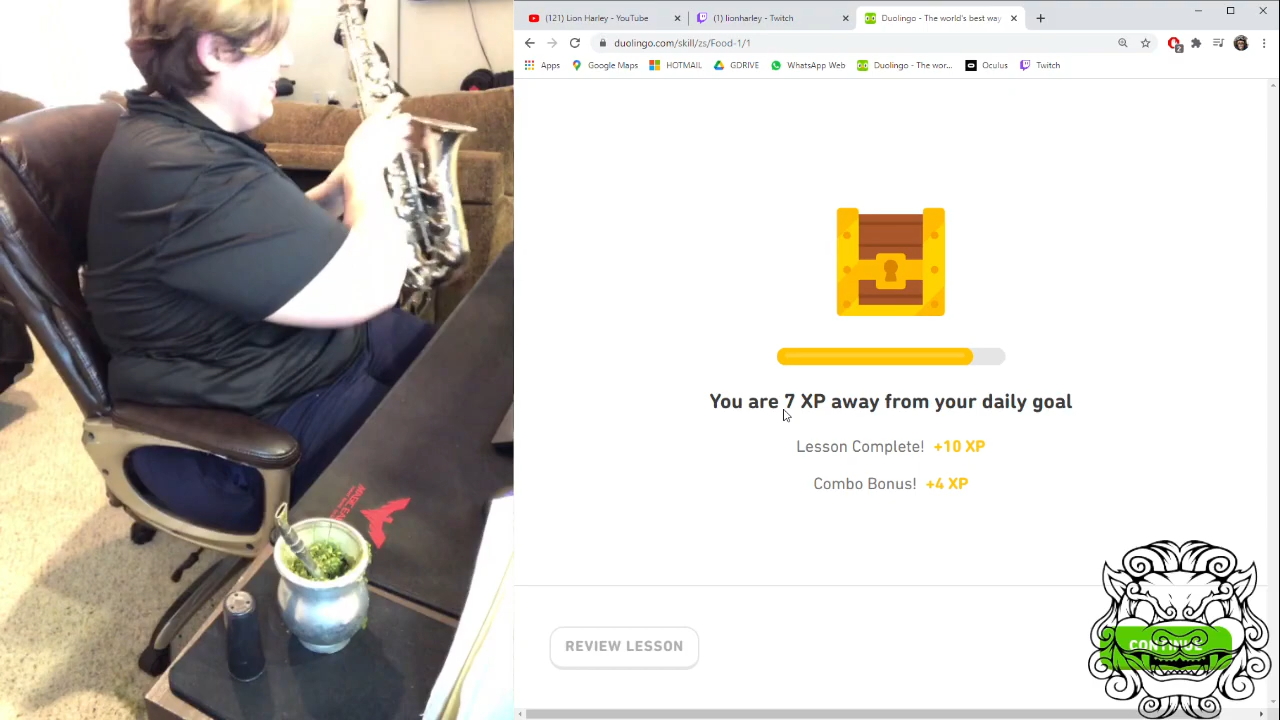 (121) Lion Harley - YouTube
(1) lionharley - Twitch
Duolingo - The world's best way
duolingo.com/skill/zs/Food-1/1
2
Apps
Google Maps
HOTMAIL
GDRIVE
WhatsApp Web
Duolingo - The wor...
Oculus
Twitch
You are 7 XP away from your daily goal
Lesson Complete! +10 XP
Combo Bonus! +4 XP
REVIEW LESSON
CONTINUE